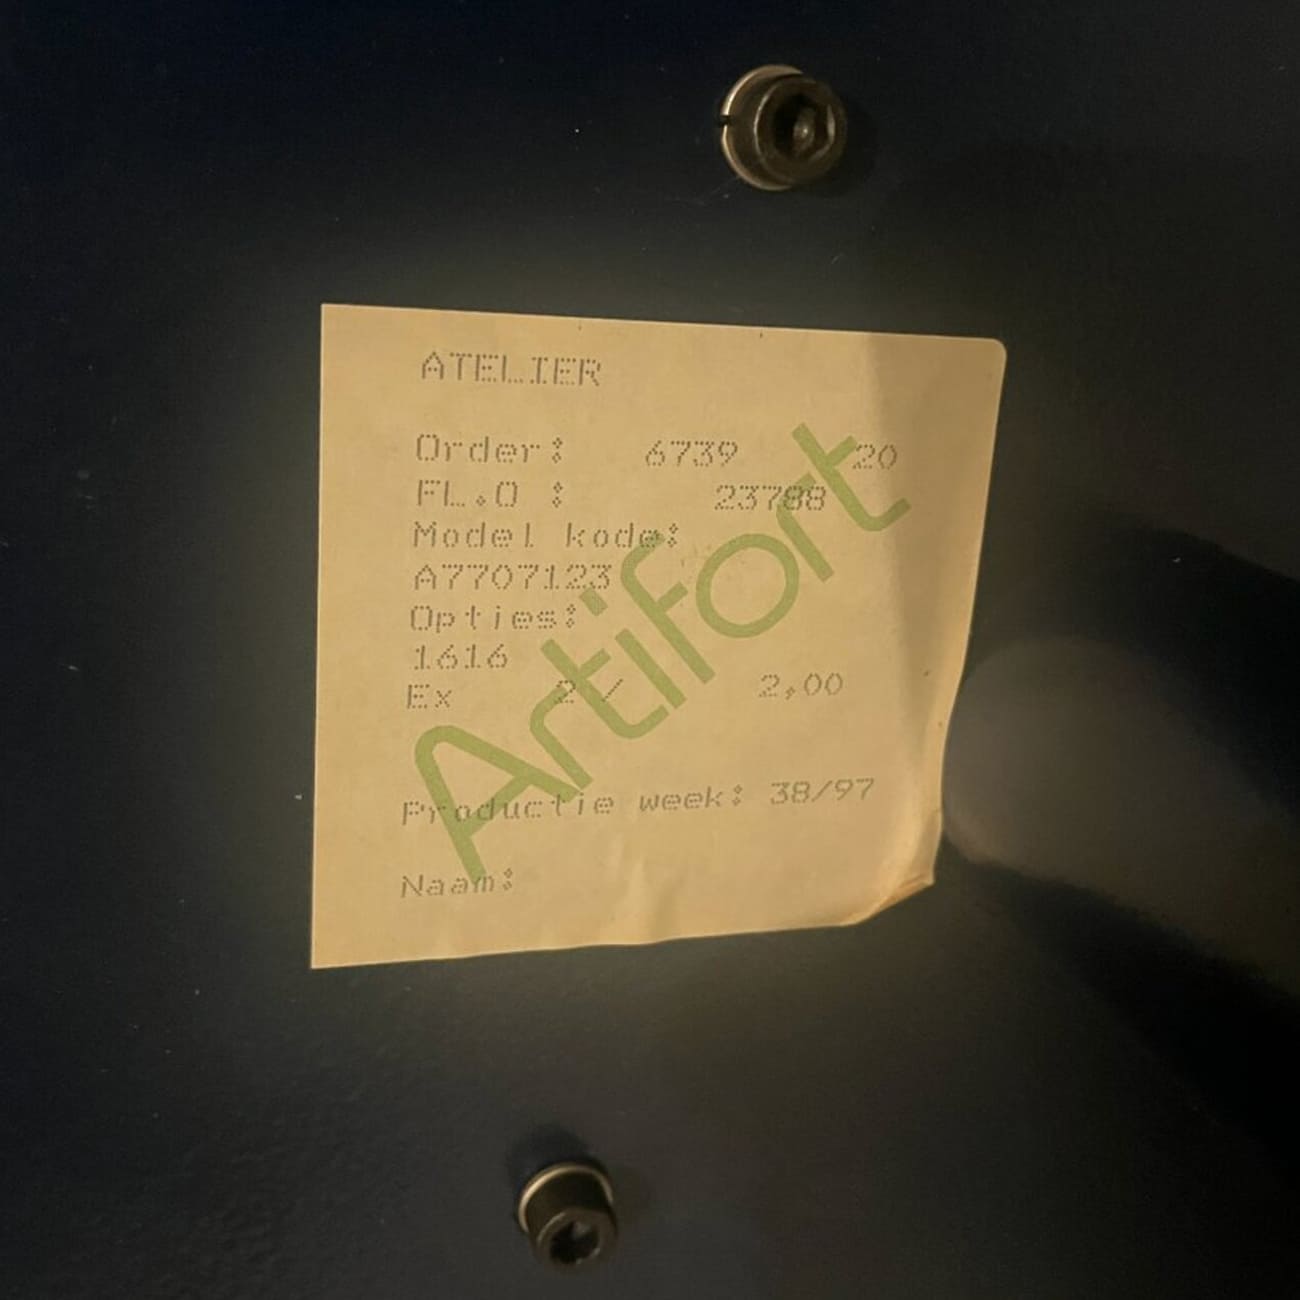 ATELIER
Order: 6739 20
FL.O : 23788
Model kode:
A7707123
Opties:
1616
Ex 2 / 2,00
Productie week: 38/97
Naam:
Artifort